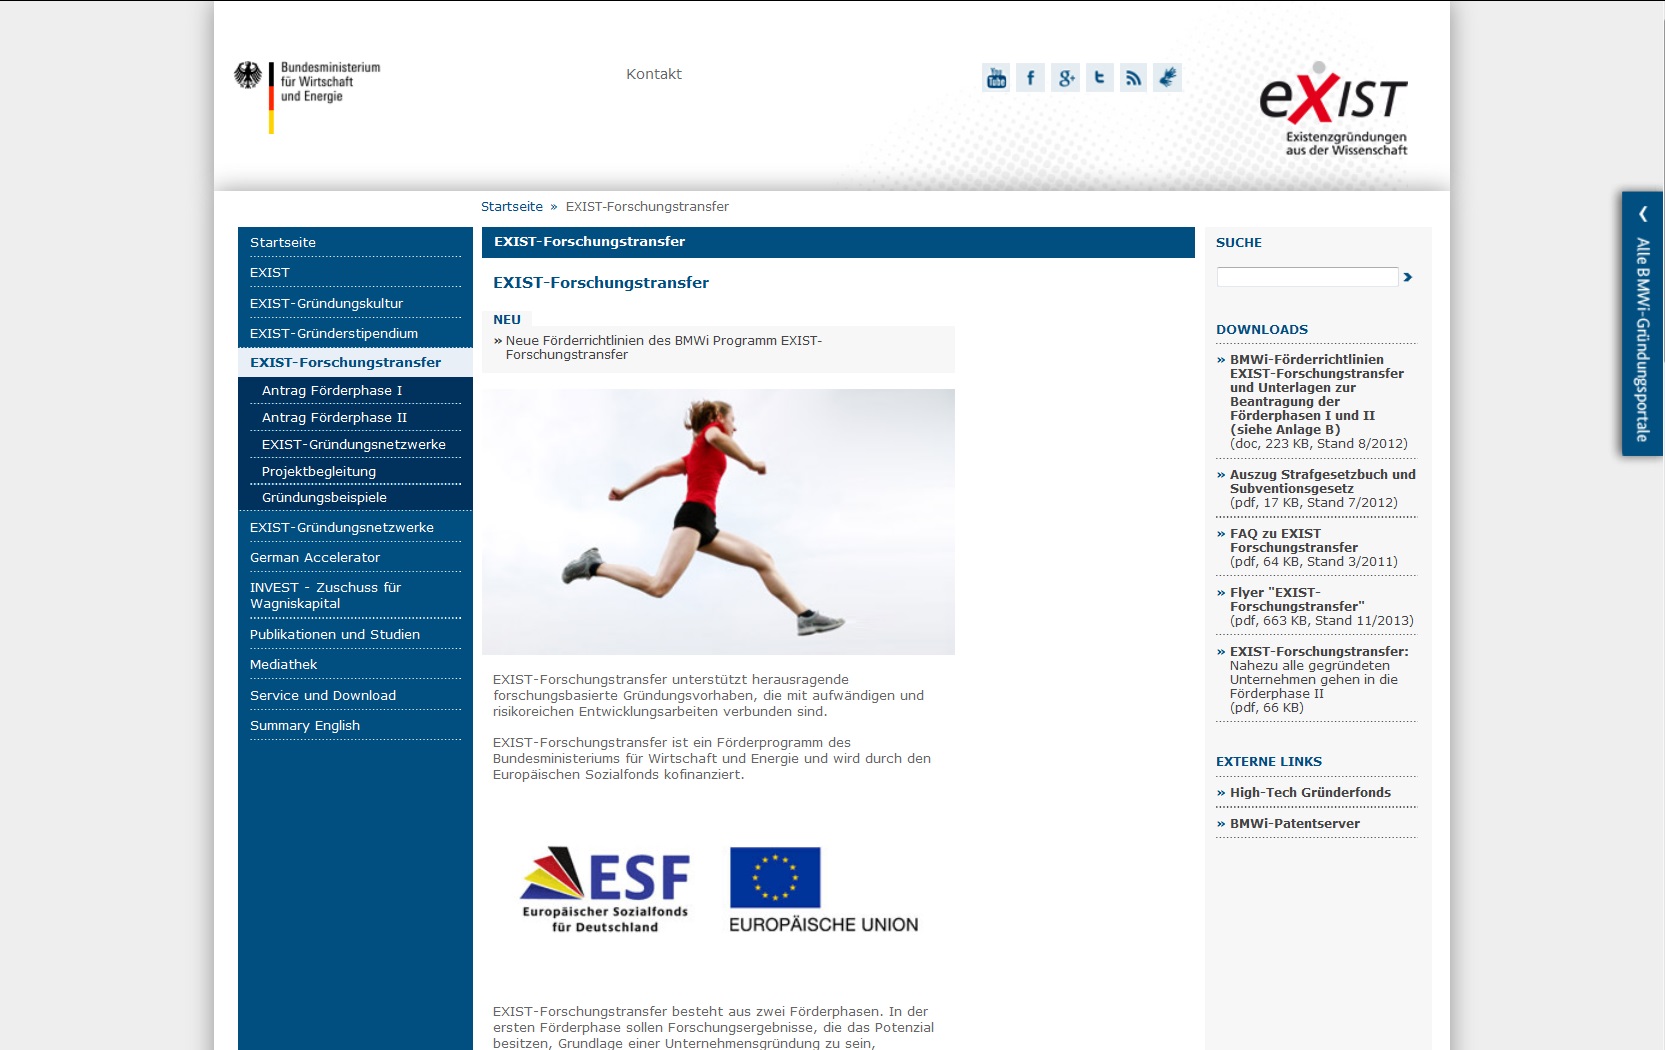 Bundesministerium
für Wirtschaft
und Energie
Kontakt
You
Tube
f
g+
t
eXIST
Existenzgründungen
aus der Wissenschaft
Startseite » EXIST-Forschungstransfer
Startseite
EXIST
EXIST-Gründungskultur
EXIST-Gründerstipendium
EXIST-Forschungstransfer
Antrag Förderphase I
Antrag Förderphase II
EXIST-Gründungsnetzwerke
Projektbegleitung
Gründungsbeispiele
EXIST-Gründungsnetzwerke
German Accelerator
INVEST - Zuschuss für
Wagniskapital
Publikationen und Studien
Mediathek
Service und Download
Summary English
EXIST-Forschungstransfer
EXIST-Forschungstransfer
NEU
» Neue Förderrichtlinien des BMWi Programm EXIST-
Forschungstransfer
EXIST-Forschungstransfer unterstützt herausragende
forschungsbasierte Gründungsvorhaben, die mit aufwändigen und
risikoreichen Entwicklungsarbeiten verbunden sind.
EXIST-Forschungstransfer ist ein Förderprogramm des
Bundesministeriums für Wirtschaft und Energie und wird durch den
Europäischen Sozialfonds kofinanziert.
ESF
Europäischer Sozialfonds
für Deutschland
EUROPÄISCHE UNION
EXIST-Forschungstransfer besteht aus zwei Förderphasen. In der
ersten Förderphase sollen Forschungsergebnisse, die das Potenzial
besitzen, Grundlage einer Unternehmensgründung zu sein,
SUCHE
DOWNLOADS
» BMWi-Förderrichtlinien
EXIST-Forschungstransfer
und Unterlagen zur
Beantragung der
Förderphasen I und II
(siehe Anlage B)
(doc, 223 KB, Stand 8/2012)
» Auszug Strafgesetzbuch und
Subventionsgesetz
(pdf, 17 KB, Stand 7/2012)
» FAQ zu EXIST
Forschungstransfer
(pdf, 64 KB, Stand 3/2011)
» Flyer "EXIST-
Forschungstransfer"
(pdf, 663 KB, Stand 11/2013)
» EXIST-Forschungstransfer:
Nahezu alle gegründeten
Unternehmen gehen in die
Förderphase II
(pdf, 66 KB)
EXTERNE LINKS
» High-Tech Gründerfonds
» BMWi-Patentserver
Alle BMWi-Gründungsportale